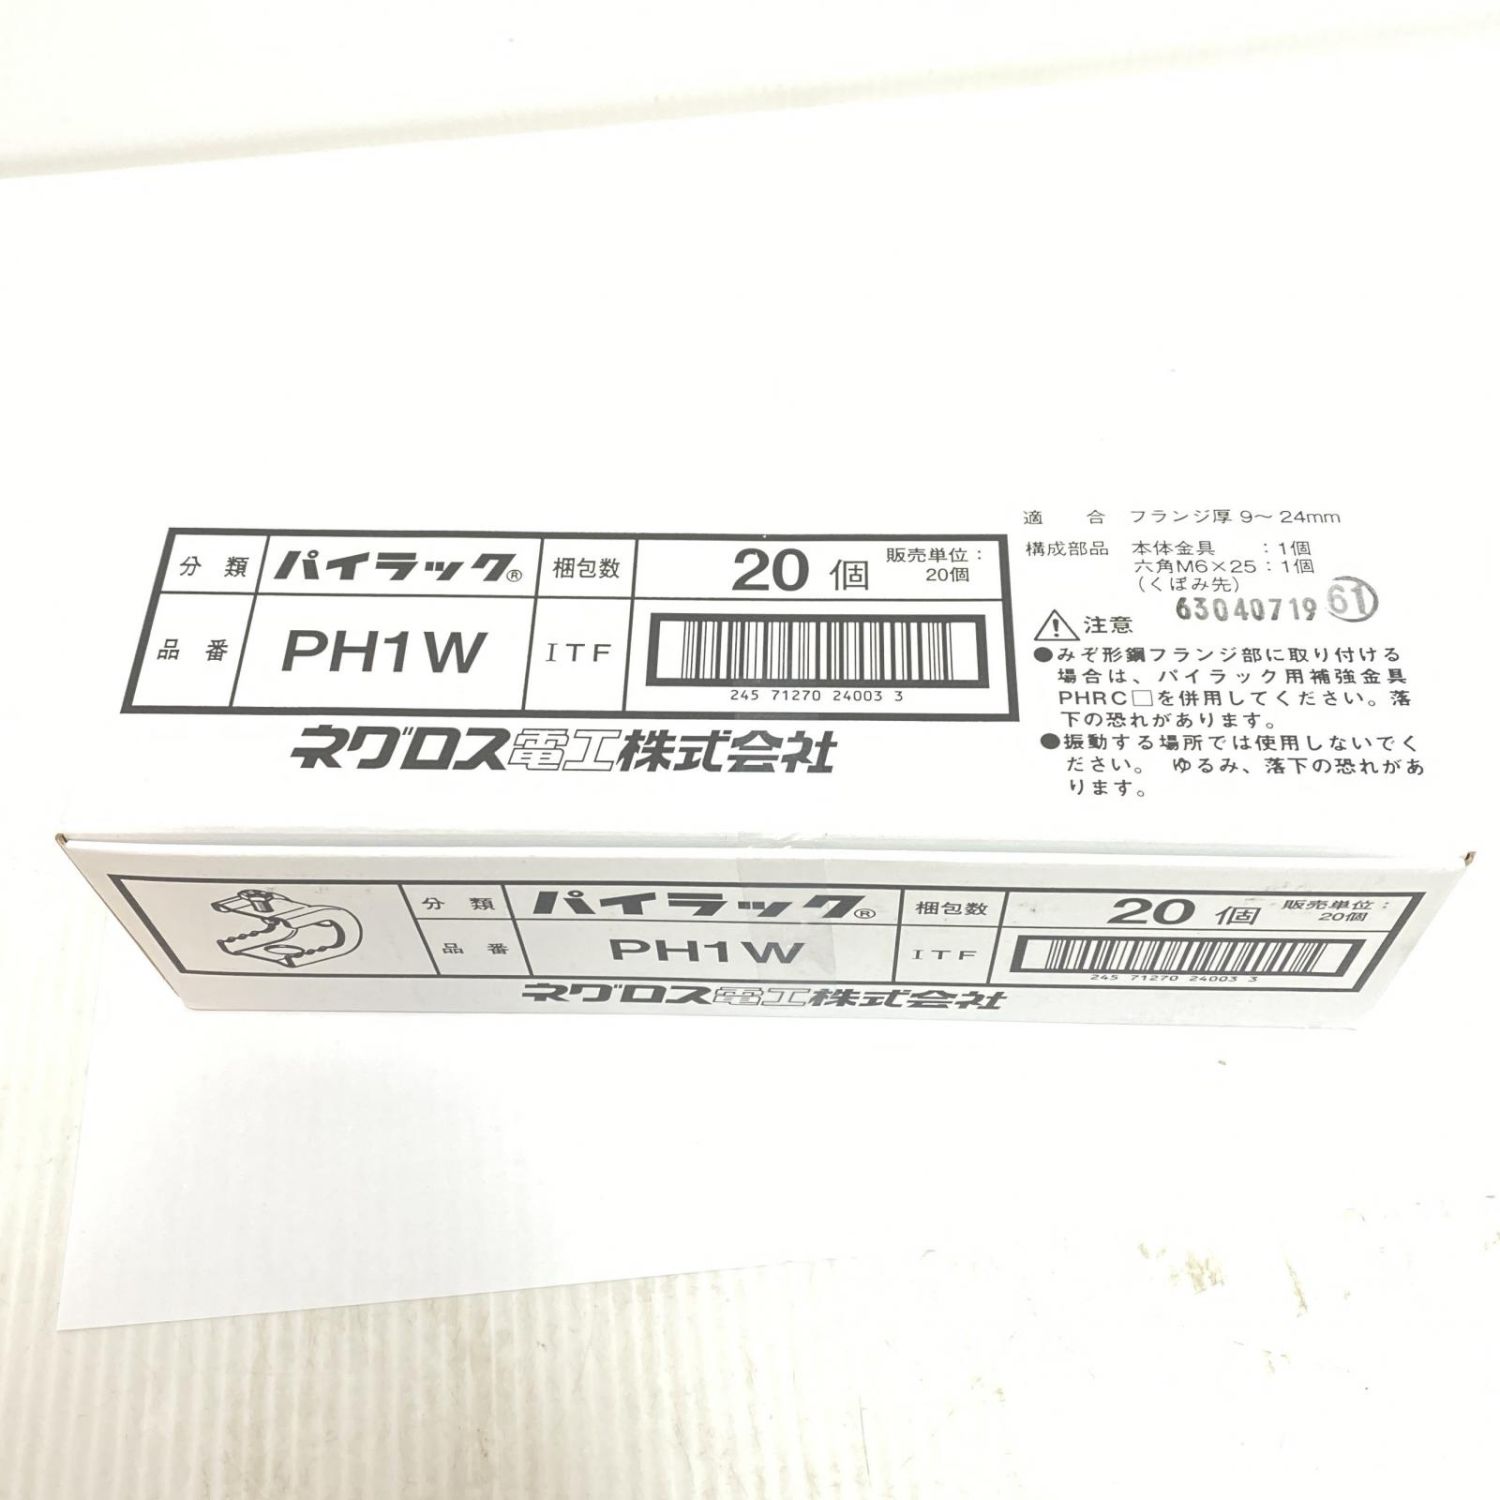 分類 パイラック® 梱包数 20個 販売単位：20個
品番 PH1W ITF
245 71270 24003 3
ネグロス電工株式会社
適合 フランジ厚 9～24mm
構成部品 本体金具 ：1個
六角M6×25：1個
（くぼみ先）
63040719 61
注意
●みぞ形鋼フランジ部に取り付ける
場合は、パイラック用補強金具
PHRC□を併用してください。落
下の恐れがあります。
●振動する場所では使用しないでく
ださい。 ゆるみ、落下の恐れがあ
ります。
分類 パイラック® 梱包数 20個 販売単位：20個
品番 PH1W ITF
245 71270 24003 3
ネグロス電工株式会社